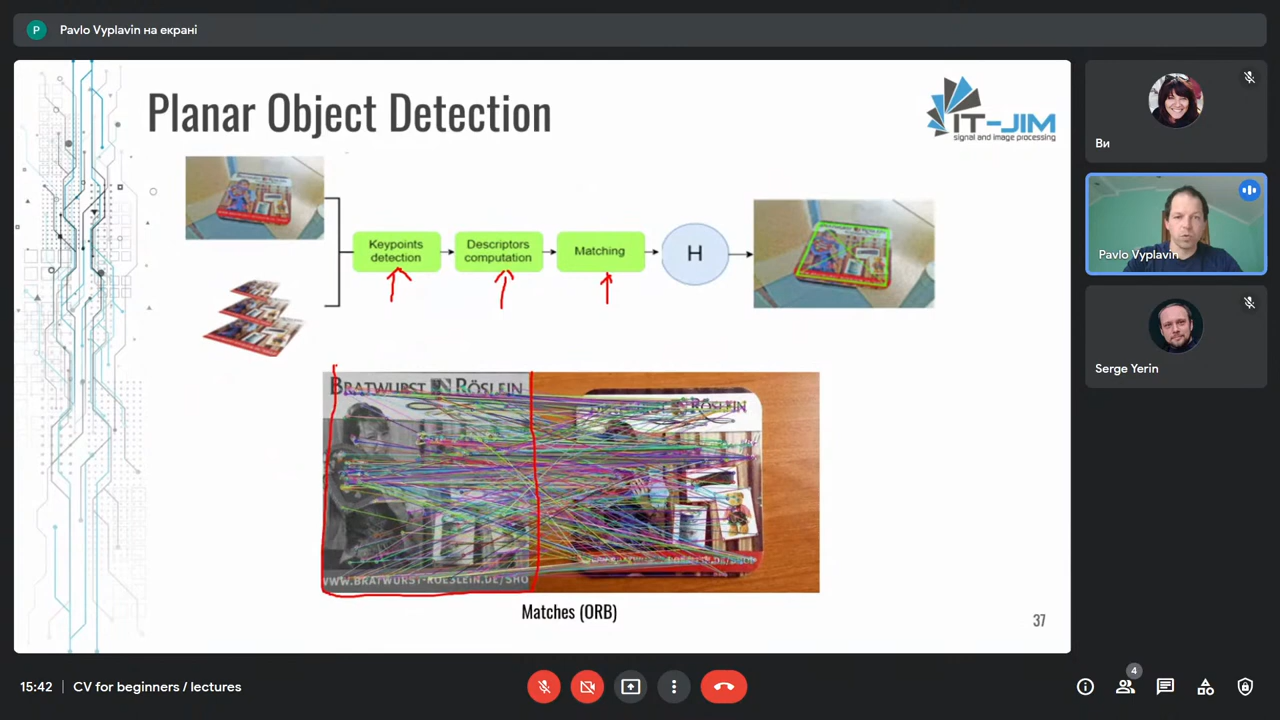 P
Pavlo Vyplavin на екрані
Planar Object Detection
IT-JIM
signal and image processing
Keypoints
detection
Descriptors
computation
Matching
H
BRATWURST RÖSLEIN
RÖSLEIN
WWW.BRATWURST-ROESLEIN.DE/SHO
Matches (ORB)
37
Ви
Pavlo Vyplavin
Serge Yerin
15:42
CV for beginners / lectures
4